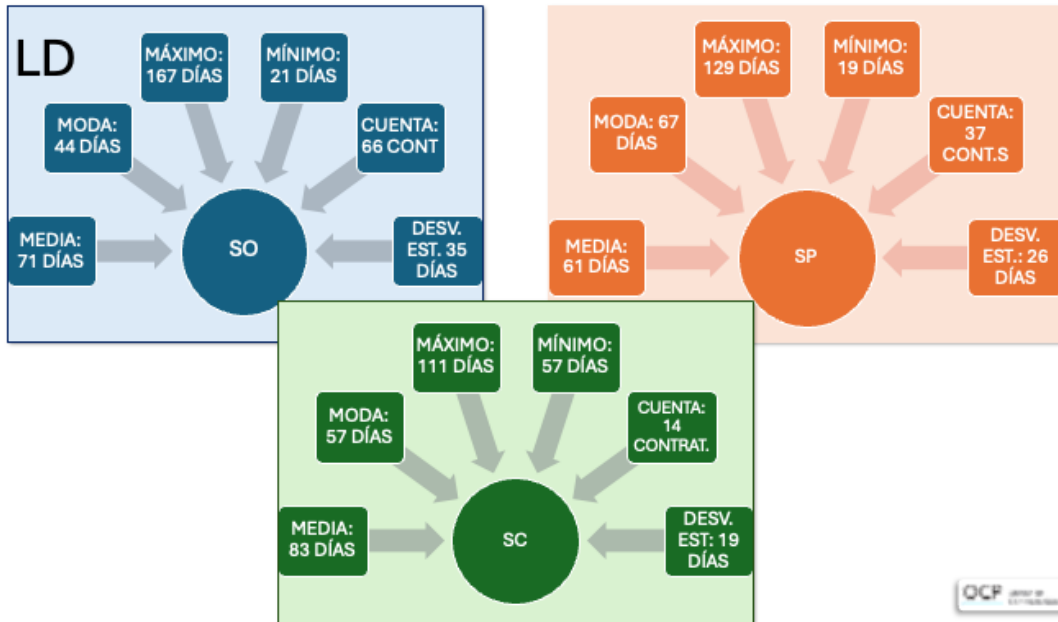 LD
MÁXIMO:
167 DÍAS
MÍNIMO:
21 DÍAS
MODA:
44 DÍAS
CUENTA:
66 CONT
MEDIA:
71 DÍAS
DESV.
EST. 35
DÍAS
SO
MÁXIMO:
129 DÍAS
MÍNIMO:
19 DÍAS
MODA: 67
DÍAS
CUENTA:
37
CONT.S
MEDIA:
61 DÍAS
DESV.
EST.: 26
DÍAS
SP
MÁXIMO:
111 DÍAS
MÍNIMO:
57 DÍAS
MODA:
57 DÍAS
CUENTA:
14
CONTRAT.
MEDIA:
83 DÍAS
DESV.
EST: 19
DÍAS
SC
OCP